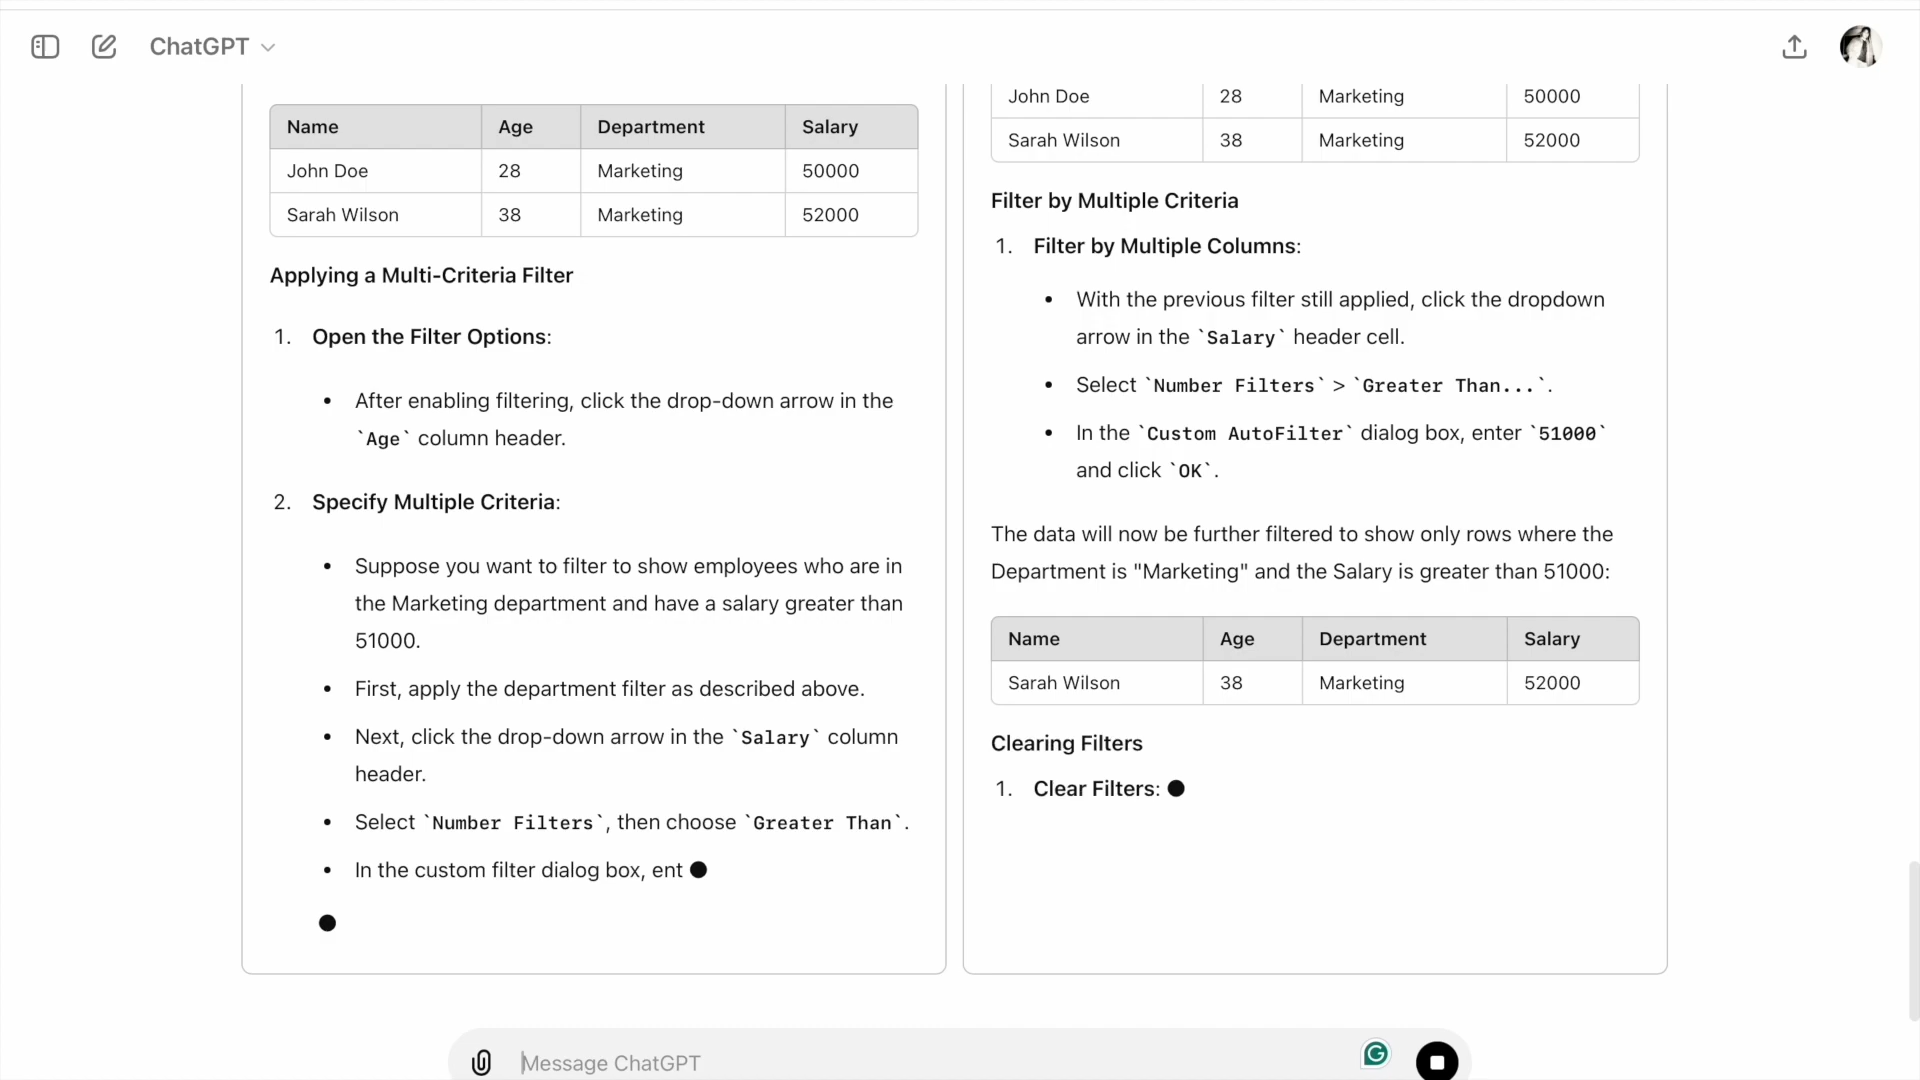 ChatGPT
Name Age Department Salary
John Doe 28 Marketing 50000
Sarah Wilson 38 Marketing 52000
Applying a Multi-Criteria Filter
1. Open the Filter Options:
• After enabling filtering, click the drop-down arrow in the
`Age` column header.
2. Specify Multiple Criteria:
• Suppose you want to filter to show employees who are in
the Marketing department and have a salary greater than
51000.
• First, apply the department filter as described above.
• Next, click the drop-down arrow in the `Salary` column
header.
• Select `Number Filters`, then choose `Greater Than`.
• In the custom filter dialog box, ent
John Doe 28 Marketing 50000
Sarah Wilson 38 Marketing 52000
Filter by Multiple Criteria
1. Filter by Multiple Columns:
• With the previous filter still applied, click the dropdown
arrow in the `Salary` header cell.
• Select `Number Filters` > `Greater Than...`.
• In the `Custom AutoFilter` dialog box, enter `51000`
and click `OK`.
The data will now be further filtered to show only rows where the
Department is "Marketing" and the Salary is greater than 51000:
Name Age Department Salary
Sarah Wilson 38 Marketing 52000
Clearing Filters
1. Clear Filters:
Message ChatGPT
G